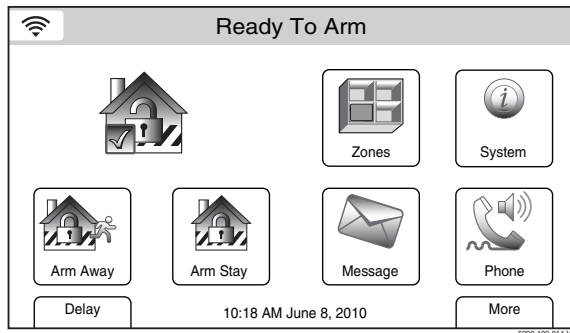 Ready To Arm
Zones
System
Arm Away
Arm Stay
Message
Phone
Delay
10:18 AM June 8, 2010
More